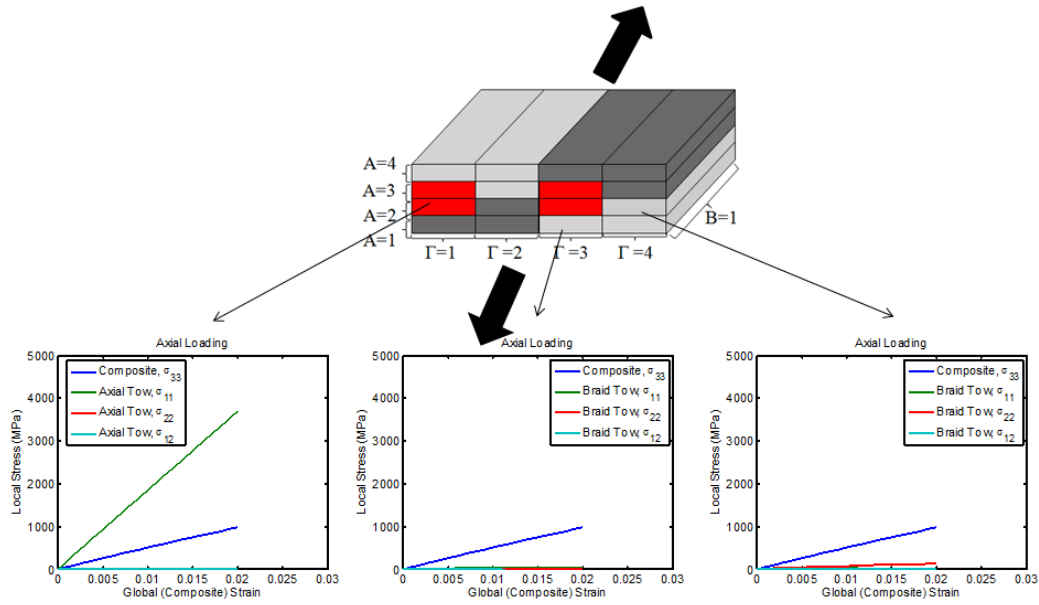 A=4
A=3
A=2
A=1
Γ=1 Γ=2 Γ=3 Γ=4
B=1
Axial Loading
Local Stress (MPa)
5000
4000
3000
2000
1000
0
Composite, σ33
Axial Tow, σ11
Axial Tow, σ22
Axial Tow, σ12
0 0.005 0.01 0.015 0.02 0.025 0.03
Global (Composite) Strain
Axial Loading
Local Stress (MPa)
5000
4000
3000
2000
1000
0
Composite, σ33
Braid Tow, σ11
Braid Tow, σ22
Braid Tow, σ12
0 0.005 0.01 0.015 0.02 0.025 0.03
Global (Composite) Strain
Axial Loading
Local Stress (MPa)
5000
4000
3000
2000
1000
0
Composite, σ33
Braid Tow, σ11
Braid Tow, σ22
Braid Tow, σ12
0 0.005 0.01 0.015 0.02 0.025 0.03
Global (Composite) Strain